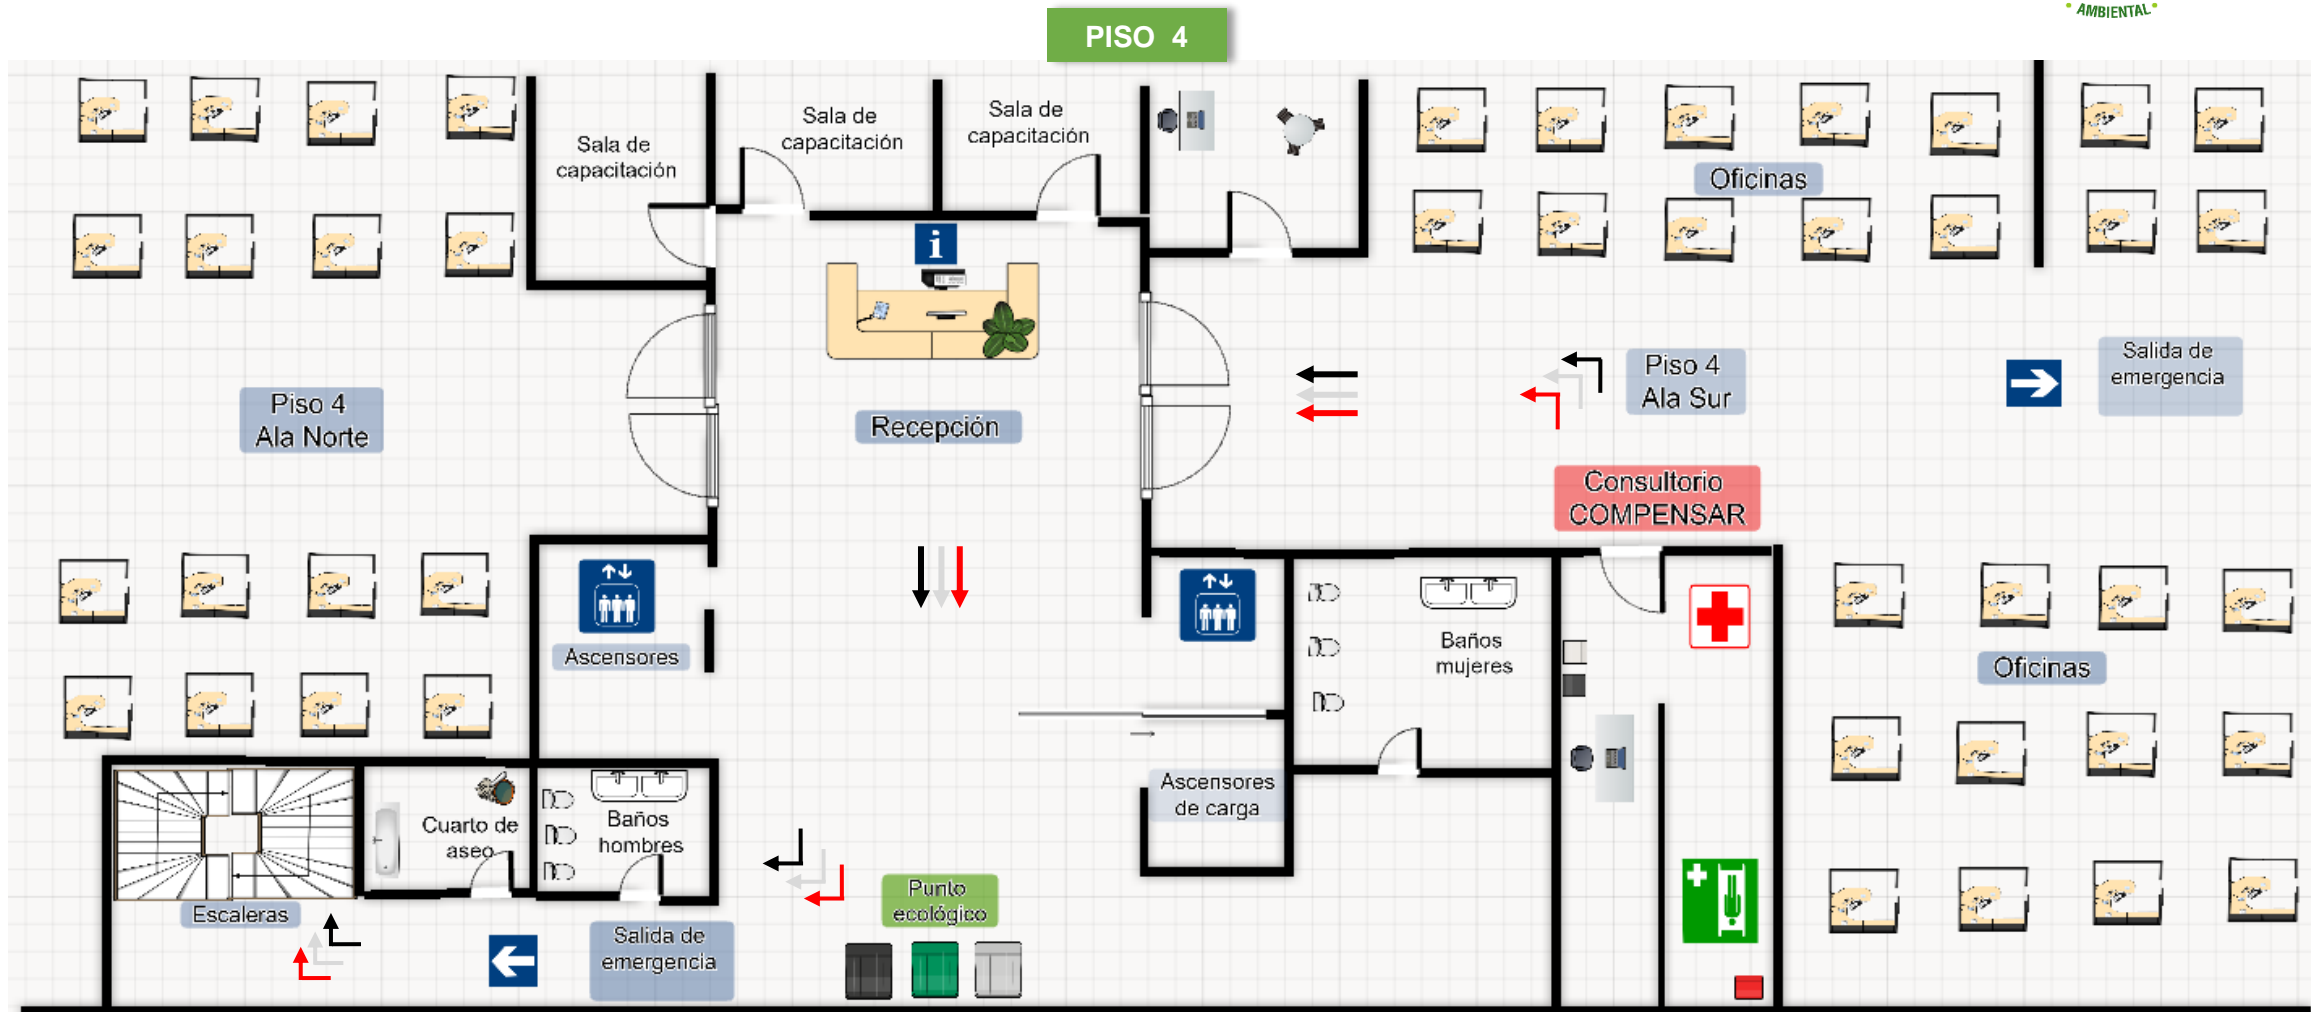 AMBIENTAL
PISO 4
Sala de
capacitación
Sala de
capacitación
Sala de
capacitación
Oficinas
i
Piso 4
Ala Norte
Recepción
Piso 4
Ala Sur
Salida de
emergencia
Consultorio
COMPENSAR
Ascensores
Baños
mujeres
Oficinas
Ascensores
de carga
Cuarto de
aseo
Baños
hombres
Escaleras
Punto
ecológico
Salida de
emergencia